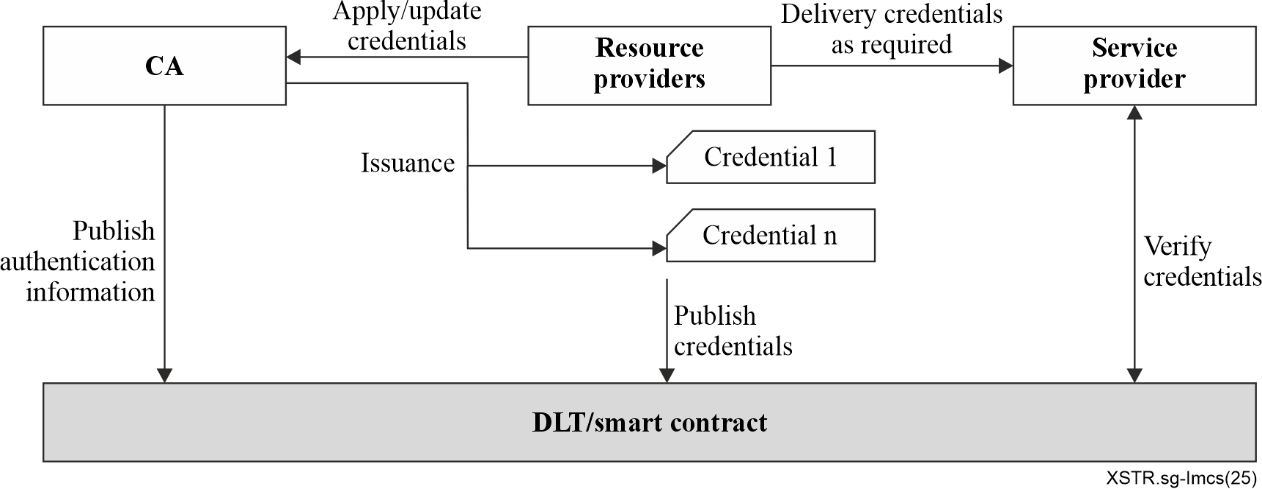 Apply/update
credentials
Delivery credentials
as required
CA
Resource
providers
Service
provider
Issuance
Credential 1
Credential n
Publish
authentication
information
Publish
credentials
Verify
credentials
DLT/smart contract
XSTR.sg-lmcs(25)